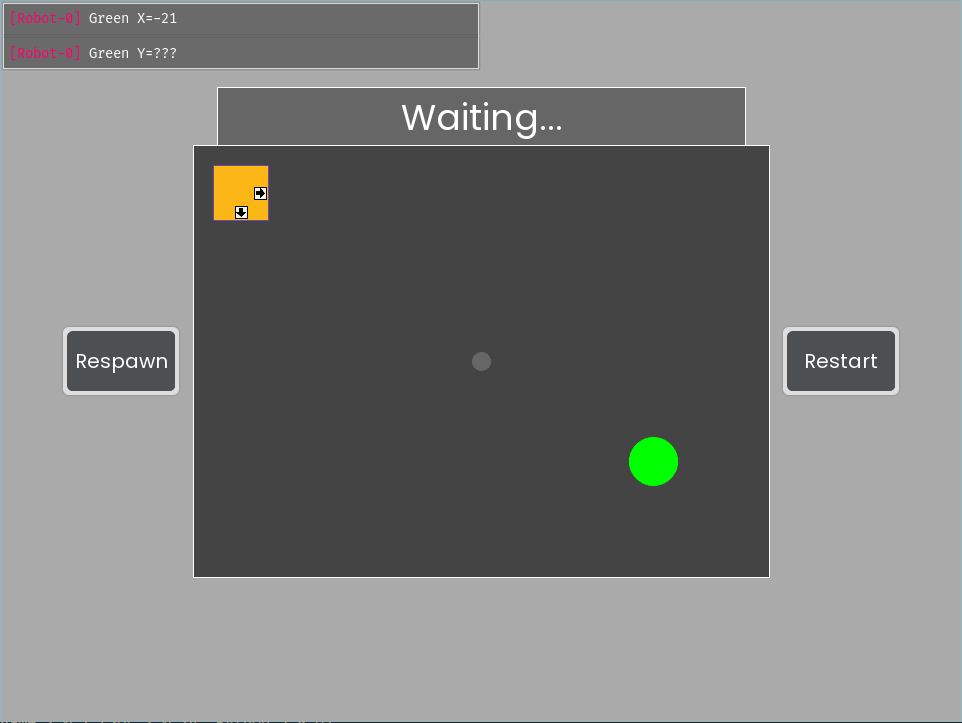 [Robot-0] Green X=-21
[Robot-0] Green Y=???
Waiting...
Respawn
Restart